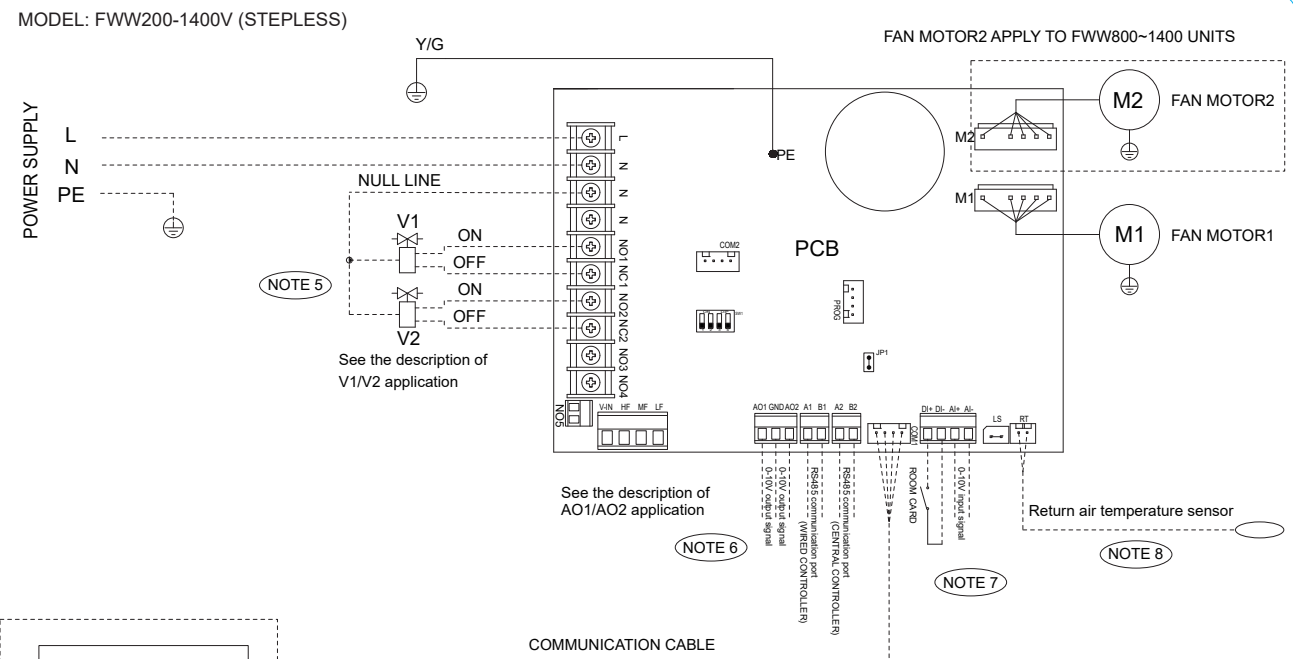 MODEL: FWW200-1400V (STEPLESS)
Y/G
FAN MOTOR2 APPLY TO FWW800~1400 UNITS
POWER SUPPLY
L
N
PE
NULL LINE
V1
ON
OFF
ON
OFF
V2
NOTE 5
See the description of
V1/V2 application
L
N
N
N
NO1
NC1
NO2
NC2
NO3
NO4
NO5
V-IN HF MF LF
PE
M2
M2
FAN MOTOR2
M1
M1
FAN MOTOR1
PCB
COM2
PROG
JP1
AO1 GND AO2 A1 B1 A2 B2
COM1
DI+ DI- AI+ AI-
LS
RT
0-10V output signal
0-10V output signal
RS485 communication port
(WIRED CONTROLLER)
RS485 communication port
(CENTRAL CONTROLLER)
ROOM CARD
0-10V input signal
See the description of
AO1/AO2 application
NOTE 6
NOTE 7
Return air temperature sensor
NOTE 8
COMMUNICATION CABLE